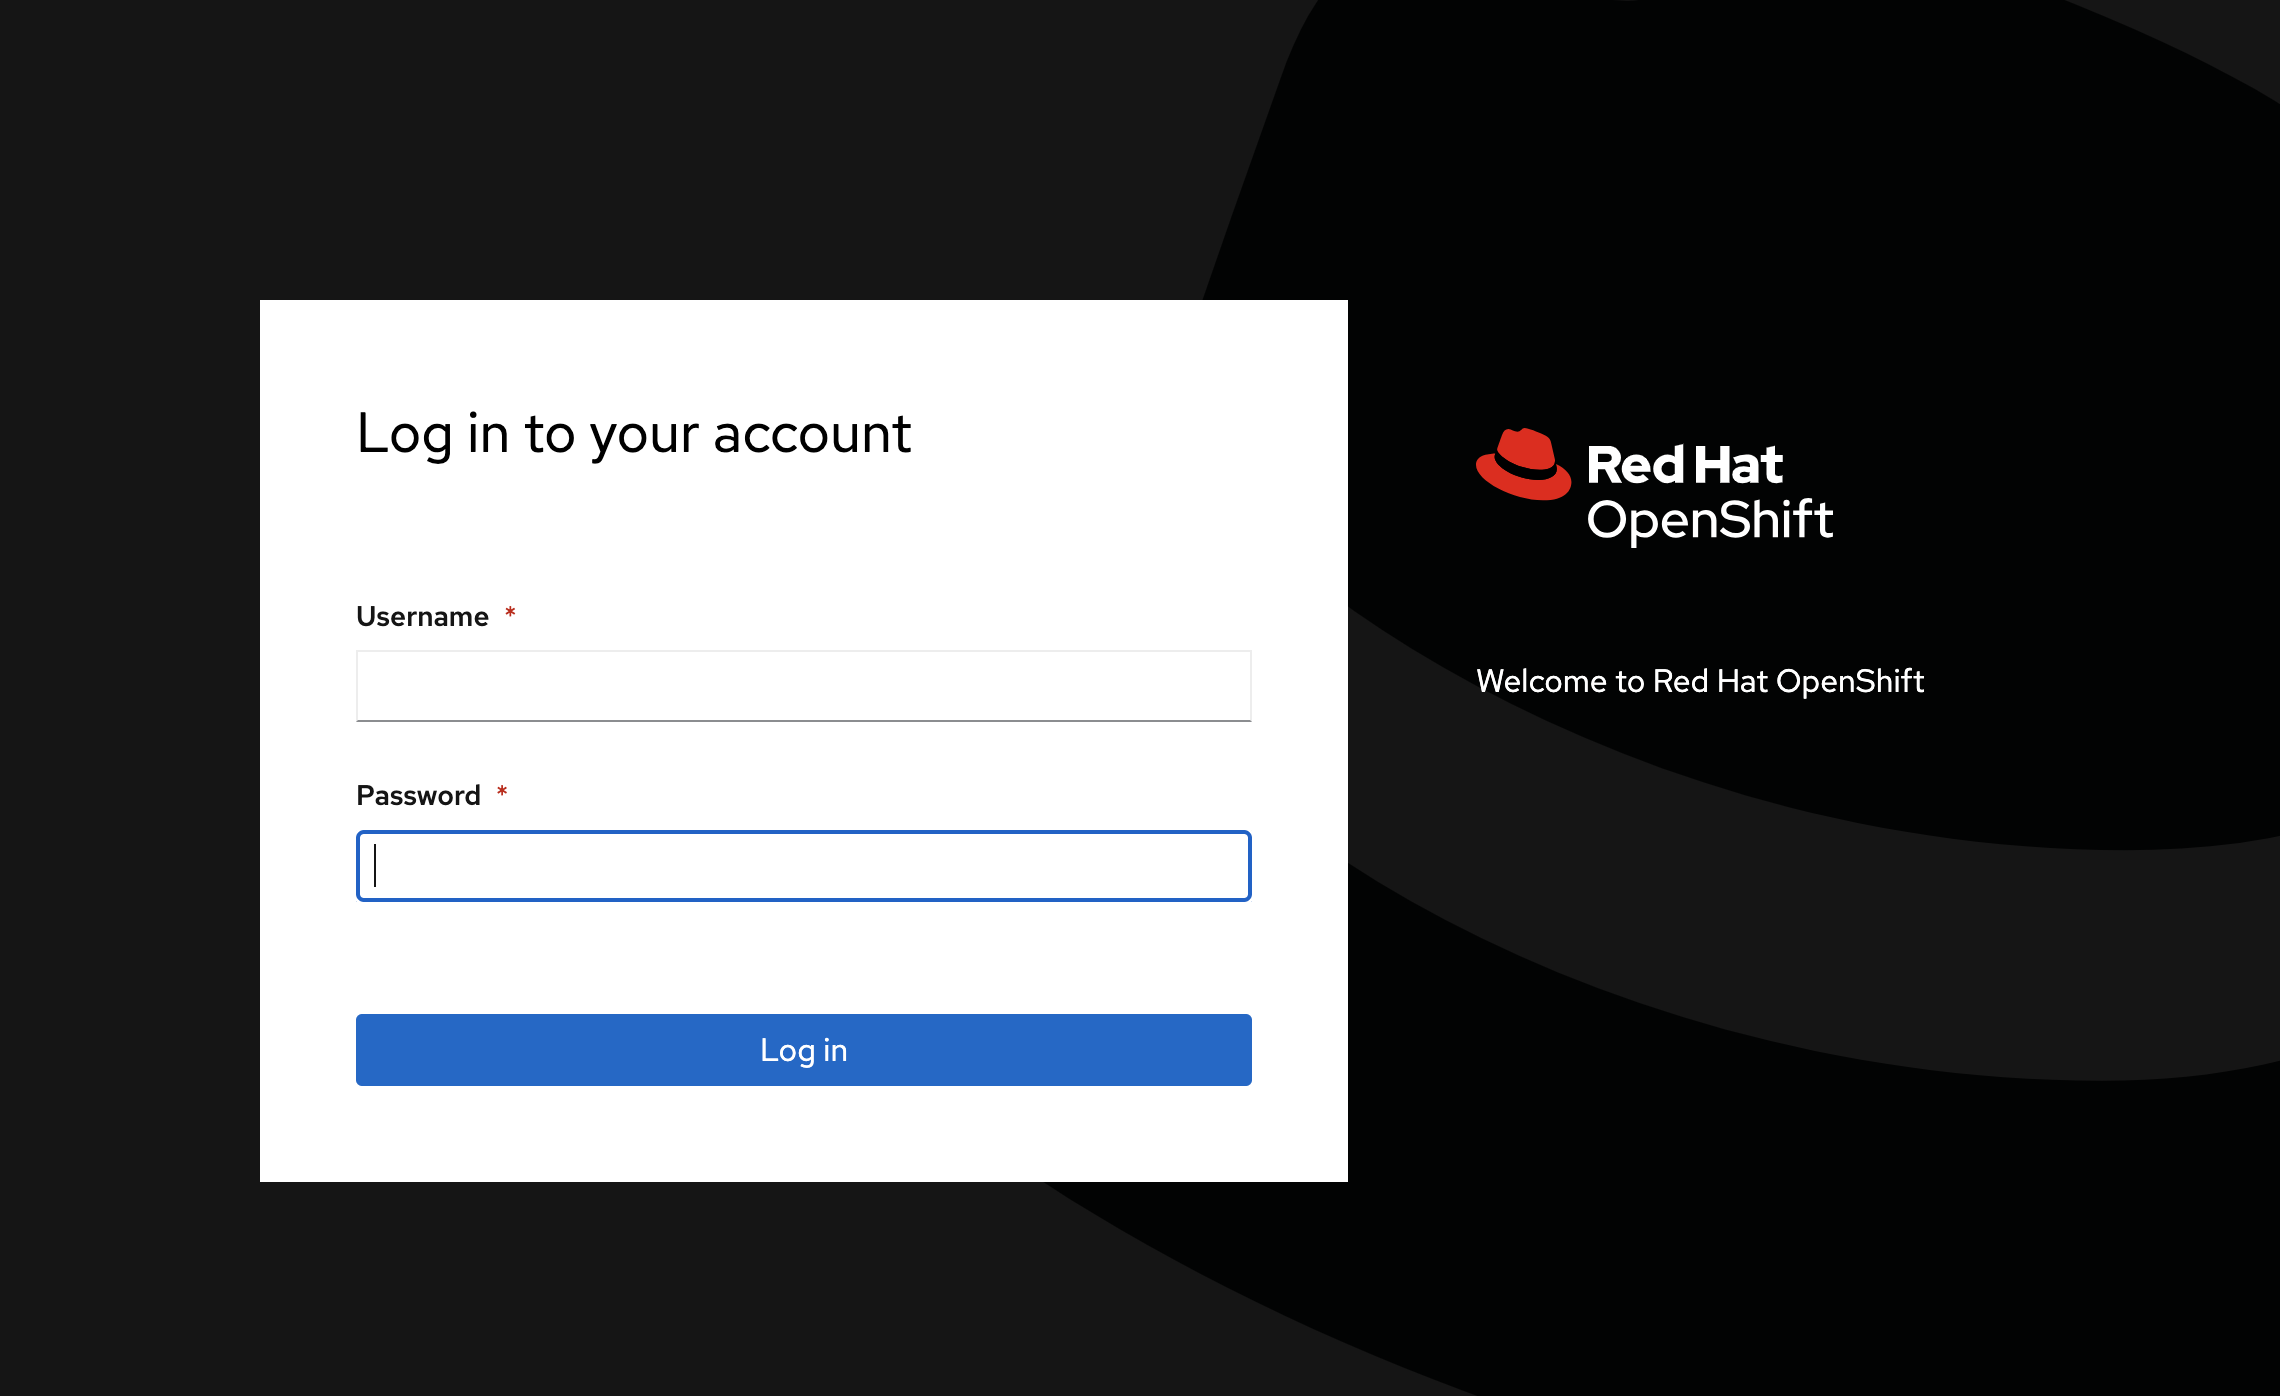 Log in to your account
Username *
Password *
Log in
Red Hat
OpenShift
Welcome to Red Hat OpenShift